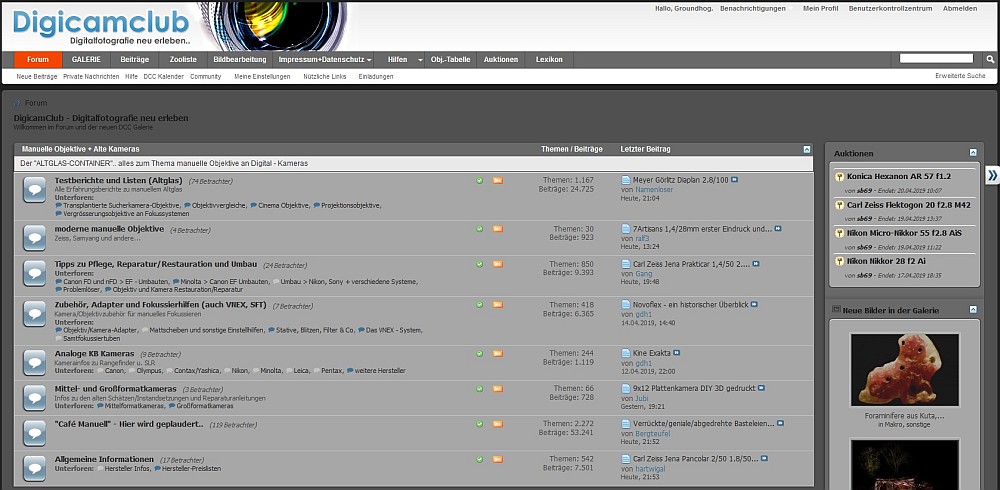 Digicamclub
Digitalfotografie neu erleben..
Hallo, Groundhog. Benachrichtigungen Mein Profil Benutzerkontrollzentrum Abmelden
Forum GALERIE Beiträge Zooliste Bildbearbeitung Impressum+Datenschutz Hilfen Obj.-Tabelle Auktionen Lexikon
Neue Beiträge Private Nachrichten Hilfe DCC Kalender Community Meine Einstellungen Nützliche Links Einladungen Erweiterte Suche
Forum
DigicamClub - Digitalfotografie neu erleben
Willkommen im Forum und der neuen DCC Galerie
Manuelle Objektive + Alte Kameras Themen / Beiträge Letzter Beitrag
Der "ALTGLAS-CONTAINER".. alles zum Thema manuelle Objektive an Digital - Kameras
Testberichte und Listen (Altglas) (74 Betrachter) Themen: 1.167 Meyer Görlitz Diaplan 2.8/100
Alle Erfahrungsberichte zu manuellem Altglas Beiträge: 24.725 von Namenloser
Unterforen: Heute, 21:04
Transplantierte Sucherkamera-Objektive, Objektivvergleiche, Cinema Objektive, Projektionsobjektive,
Vergrösserungsobjektive an Fokussystemen
moderne manuelle Objektive (4 Betrachter) Themen: 30 7Artisans 1,4/28mm erster Eindruck und...
Zeiss, Samyang und andere... Beiträge: 923 von ralf3
Heute, 13:24
Tipps zu Pflege, Reparatur/Restauration und Umbau (24 Betrachter) Themen: 850 Carl Zeiss Jena Prakticar 1,4/50 2....
Unterforen: Beiträge: 9.393 von Gang
Canon FD und nFD > EF - Umbauten, Minolta > Canon EF Umbauten, Umbau > Nikon, Sony + verschiedene Systeme, Heute, 19:48
Problemlöser, Objektiv und Kamera Restauration/Reparatur
Zubehör, Adapter und Fokussierhilfen (auch VNEX, SFT) (7 Betrachter) Themen: 418 Novoflex - ein historischer Überblick
Kamera/Objektivzubehör für manuelles Fokussieren Beiträge: 6.365 von gdh1
Unterforen: 14.04.2019, 14:40
Objektiv/Kamera-Adapter, Mattscheiben und sonstige Einstellhilfen, Stative, Blitzen, Filter & Co, Das VNEX - System,
Samtfokussiertuben
Analoge KB Kameras (9 Betrachter) Themen: 244 Kine Exakta
Kamerainfos zu Rangefinder u. SLR Beiträge: 1.119 von gdh1
Unterforen: Canon, Olympus, Contax/Yashica, Nikon, Minolta, Leica, Pentax, weitere Hersteller 12.04.2019, 22:00
Mittel- und Großformatkameras (3 Betrachter) Themen: 66 9x12 Plattenkamera DIY 3D gedruckt
Infos zu den alten Schätzen/Instandsetzungen und Reparaturanleitungen Beiträge: 728 von Jubi
Unterforen: Mittelformatkameras, Großformatkameras Gestern, 19:21
"Café Manuell" - Hier wird geplaudert.. (119 Betrachter) Themen: 2.272 Verrückte/geniale/abgedrehte Basteleien...
Beiträge: 53.241 von Bergteufel
Heute, 21:52
Allgemeine Informationen (17 Betrachter) Themen: 542 Carl Zeiss Jena Pancolar 2/50 1.8/50...
Unterforen: Hersteller Infos, Hersteller-Preislisten Beiträge: 7.501 von hartwigal
Heute, 21:53
Auktionen
Konica Hexanon AR 57 f1.2
von sb69 - Endet: 20.04.2019 10:07
Carl Zeiss Flektogon 20 f2.8 M42
von sb69 - Endet: 19.04.2019 13:37
Nikon Micro-Nikkor 55 f2.8 AiS
von sb69 - Endet: 19.04.2019 11:22
Nikon Nikkor 28 f2 Ai
von sb69 - Endet: 17.04.2019 18:35
Neue Bilder in der Galerie
Foraminifere aus Kuta,...
in Makro, sonstige